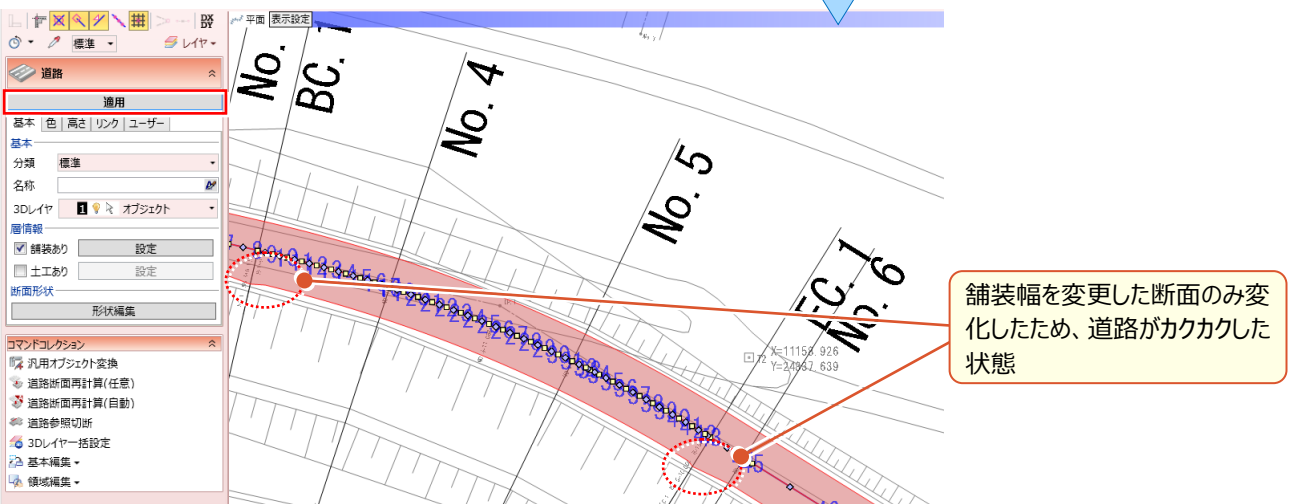 DX
DY
平面 表示設定
標準
レイヤ
道路
適用
基本 色 高さ リンク ユーザー
基本
分類 標準
名称
3Dレイヤ 1 オブジェクト
層情報
舗装あり 設定
土工あり 設定
断面形状
形状編集
コマンドコレクション
汎用オブジェクト変換
道路断面再計算(任意)
道路断面再計算(自動)
道路参照切断
3Dレイヤー括設定
基本編集
領域編集
No.
BC. 1
No. 4
No. 5
EC. 1
No. 6
T2
X=11158.926
Y=24837.639
舗装幅を変更した断面のみ変
化したため、道路がカクカクした
状態